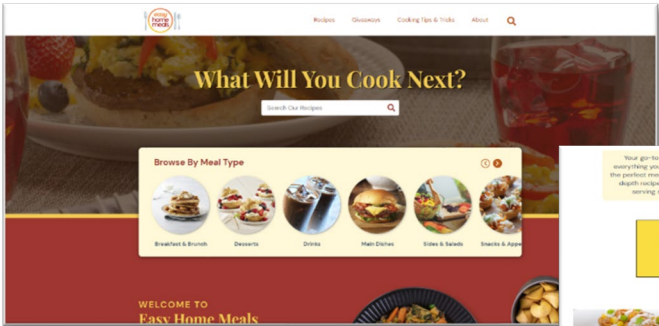 easy
home
meals
Recipes Giveaways Cooking Tips & Tricks About
What Will You Cook Next?
Search Our Recipes
Browse By Meal Type
Breakfast & Brunch Desserts Drinks Main Dishes Sides & Salads Snacks & Appe
WELCOME TO
Easy Home Meals
Your go-to
everything you
the perfect me
depth recipe
serving